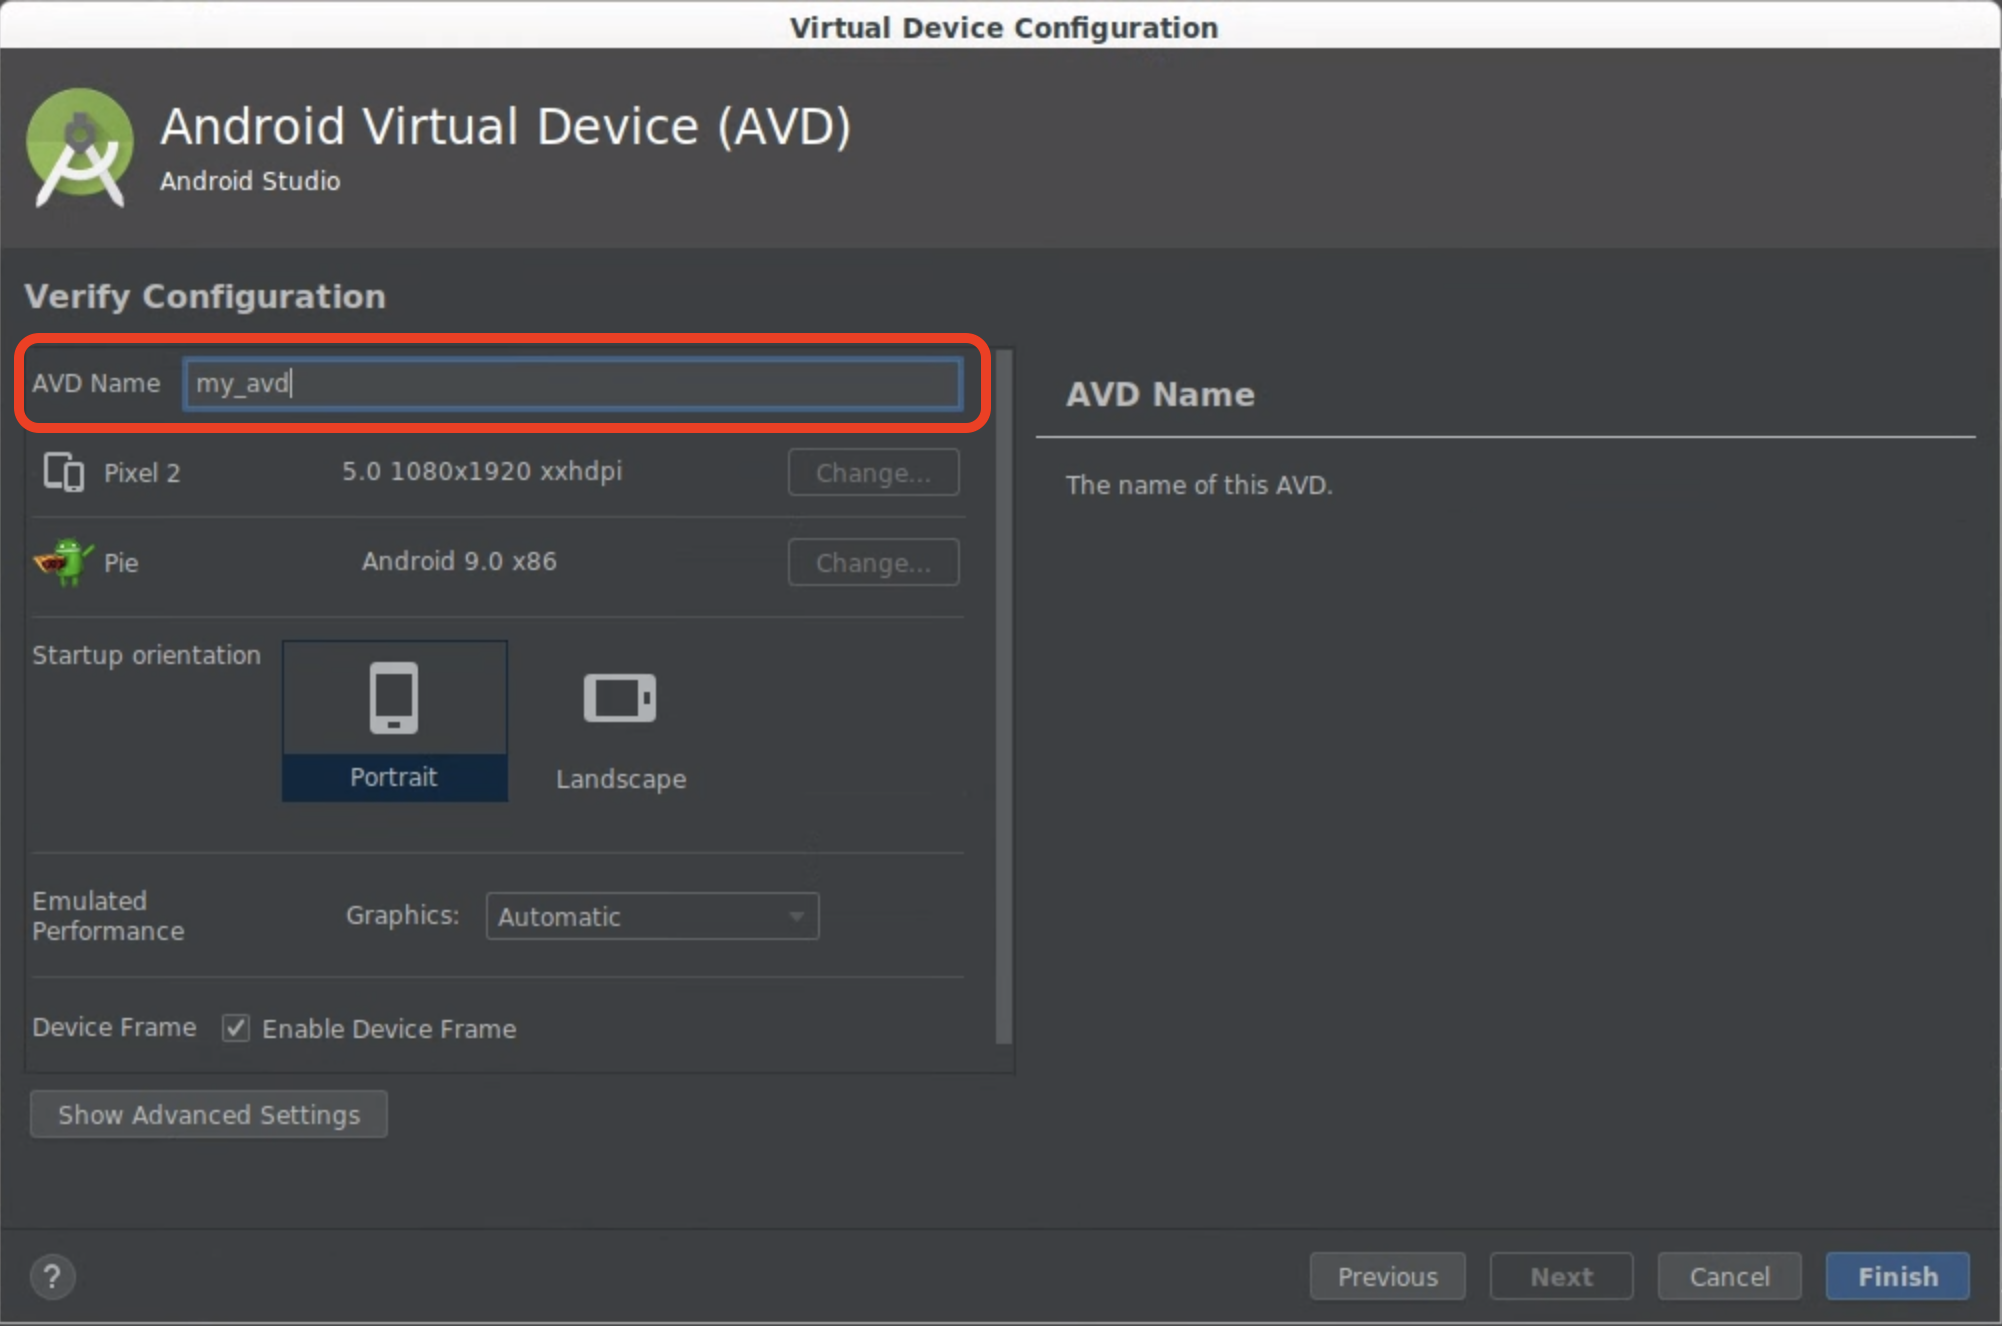 Virtual Device Configuration
Android Virtual Device (AVD)
Android Studio
Verify Configuration
AVD Name my_avd
Pixel 2 5.0 1080x1920 xxhdpi Change...
Pie Android 9.0 x86 Change...
Startup orientation
Portrait Landscape
Emulated
Performance
Graphics: Automatic
Device Frame Enable Device Frame
Show Advanced Settings
AVD Name
The name of this AVD.
? Previous Next Cancel Finish